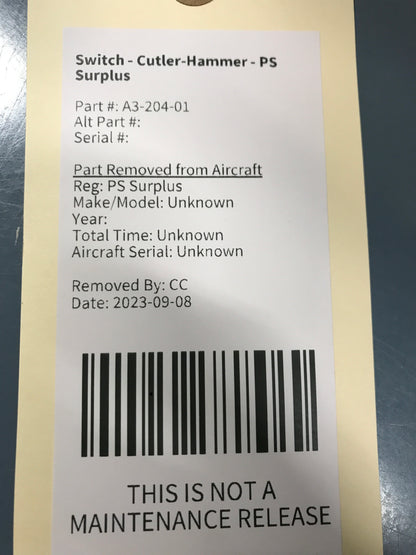 Switch - Cutler-Hammer - PS
Surplus
Part #: A3-204-01
Alt Part #:
Serial #:
Part Removed from Aircraft
Reg: PS Surplus
Make/Model: Unknown
Year:
Total Time: Unknown
Aircraft Serial: Unknown
Removed By: CC
Date: 2023-09-08
THIS IS NOT A
MAINTENANCE RELEASE